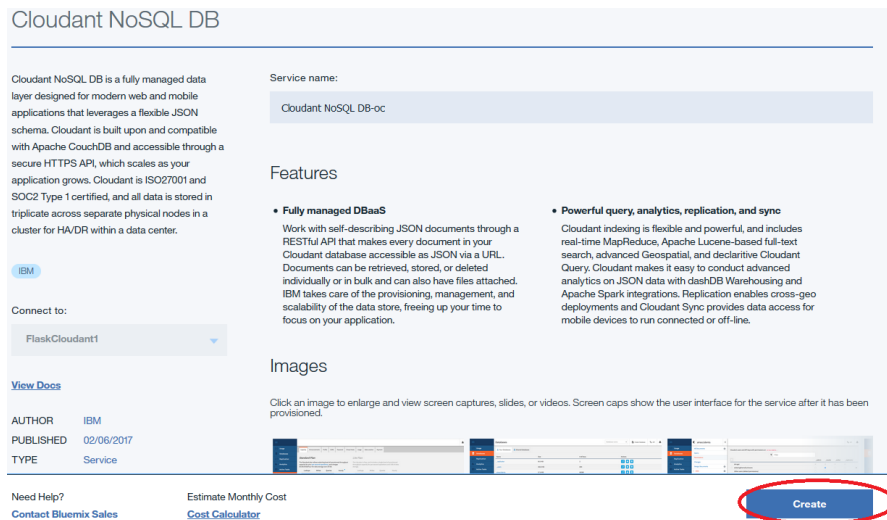 Cloudant NoSQL DB
Cloudant NoSQL DB is a fully managed data
layer designed for modern web and mobile
applications that leverages a flexible JSON
schema. Cloudant is built upon and compatible
with Apache CouchDB and accessible through a
secure HTTPS API, which scales as your
application grows. Cloudant is ISO27001 and
SOC2 Type 1 certified, and all data is stored in
triplicate across separate physical nodes in a
cluster for HA/DR within a data center.
IBM
Connect to:
FlaskCloudant1
View Docs
AUTHOR IBM
PUBLISHED 02/06/2017
TYPE Service
Service name:
Cloudant NoSQL DB-oc
Features
• Fully managed DBaaS
Work with self-describing JSON documents through a
RESTful API that makes every document in your
Cloudant database accessible as JSON via a URL.
Documents can be retrieved, stored, or deleted
individually or in bulk and can also have files attached.
IBM takes care of the provisioning, management, and
scalability of the data store, freeing up your time to
focus on your application.
• Powerful query, analytics, replication, and sync
Cloudant indexing is flexible and powerful, and includes
real-time MapReduce, Apache Lucene-based full-text
search, advanced Geospatial, and declaritive Cloudant
Query. Cloudant makes it easy to conduct advanced
analytics on JSON data with dashDB Warehousing and
Apache Spark integrations. Replication enables cross-geo
deployments and Cloudant Sync provides data access for
mobile devices to run connected or off-line.
Images
Click an image to enlarge and view screen captures, slides, or videos. Screen caps show the user interface for the service after it has been
provisioned.
Need Help?
Contact Bluemix Sales
Estimate Monthly Cost
Cost Calculator
Create